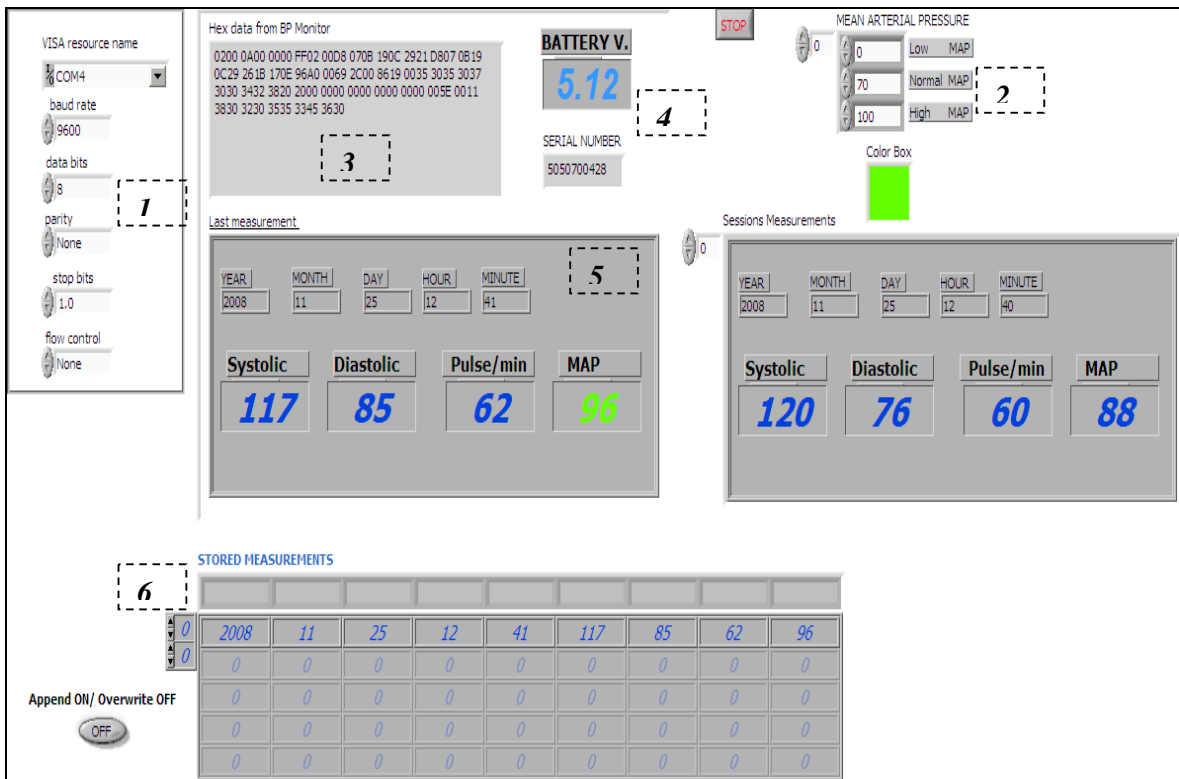 VISA resource name
COM4
baud rate
9600
data bits
8
parity
None
stop bits
1.0
flow control
None
1
Hex data from BP Monitor
0200 0A00 0000 FF02 00D8 070B 190C 2921 D807 0B19
0C29 261B 170E 96A0 0069 2C00 8619 0035 3035 3037
3030 3432 3820 2000 0000 0000 0000 0000 005E 0011
3830 3230 3535 3345 3630
3
BATTERY V.
5.12
4
SERIAL NUMBER
5050700428
STOP
MEAN ARTERIAL PRESSURE
0
0 Low MAP
70 Normal MAP
100 High MAP
2
Color Box
Last measurement
5
YEAR MONTH DAY HOUR MINUTE
2008 11 25 12 41
Systolic Diastolic Pulse/min MAP
117 85 62 96
Sessions Measurements
0
YEAR MONTH DAY HOUR MINUTE
2008 11 25 12 40
Systolic Diastolic Pulse/min MAP
120 76 60 88
STORED MEASUREMENTS
6
0 2008 11 25 12 41 117 85 62 96
0 0 0 0 0 0 0 0 0 0
0 0 0 0 0 0 0 0 0
0 0 0 0 0 0 0 0 0
0 0 0 0 0 0 0 0 0
Append ON/ Overwrite OFF
OFF